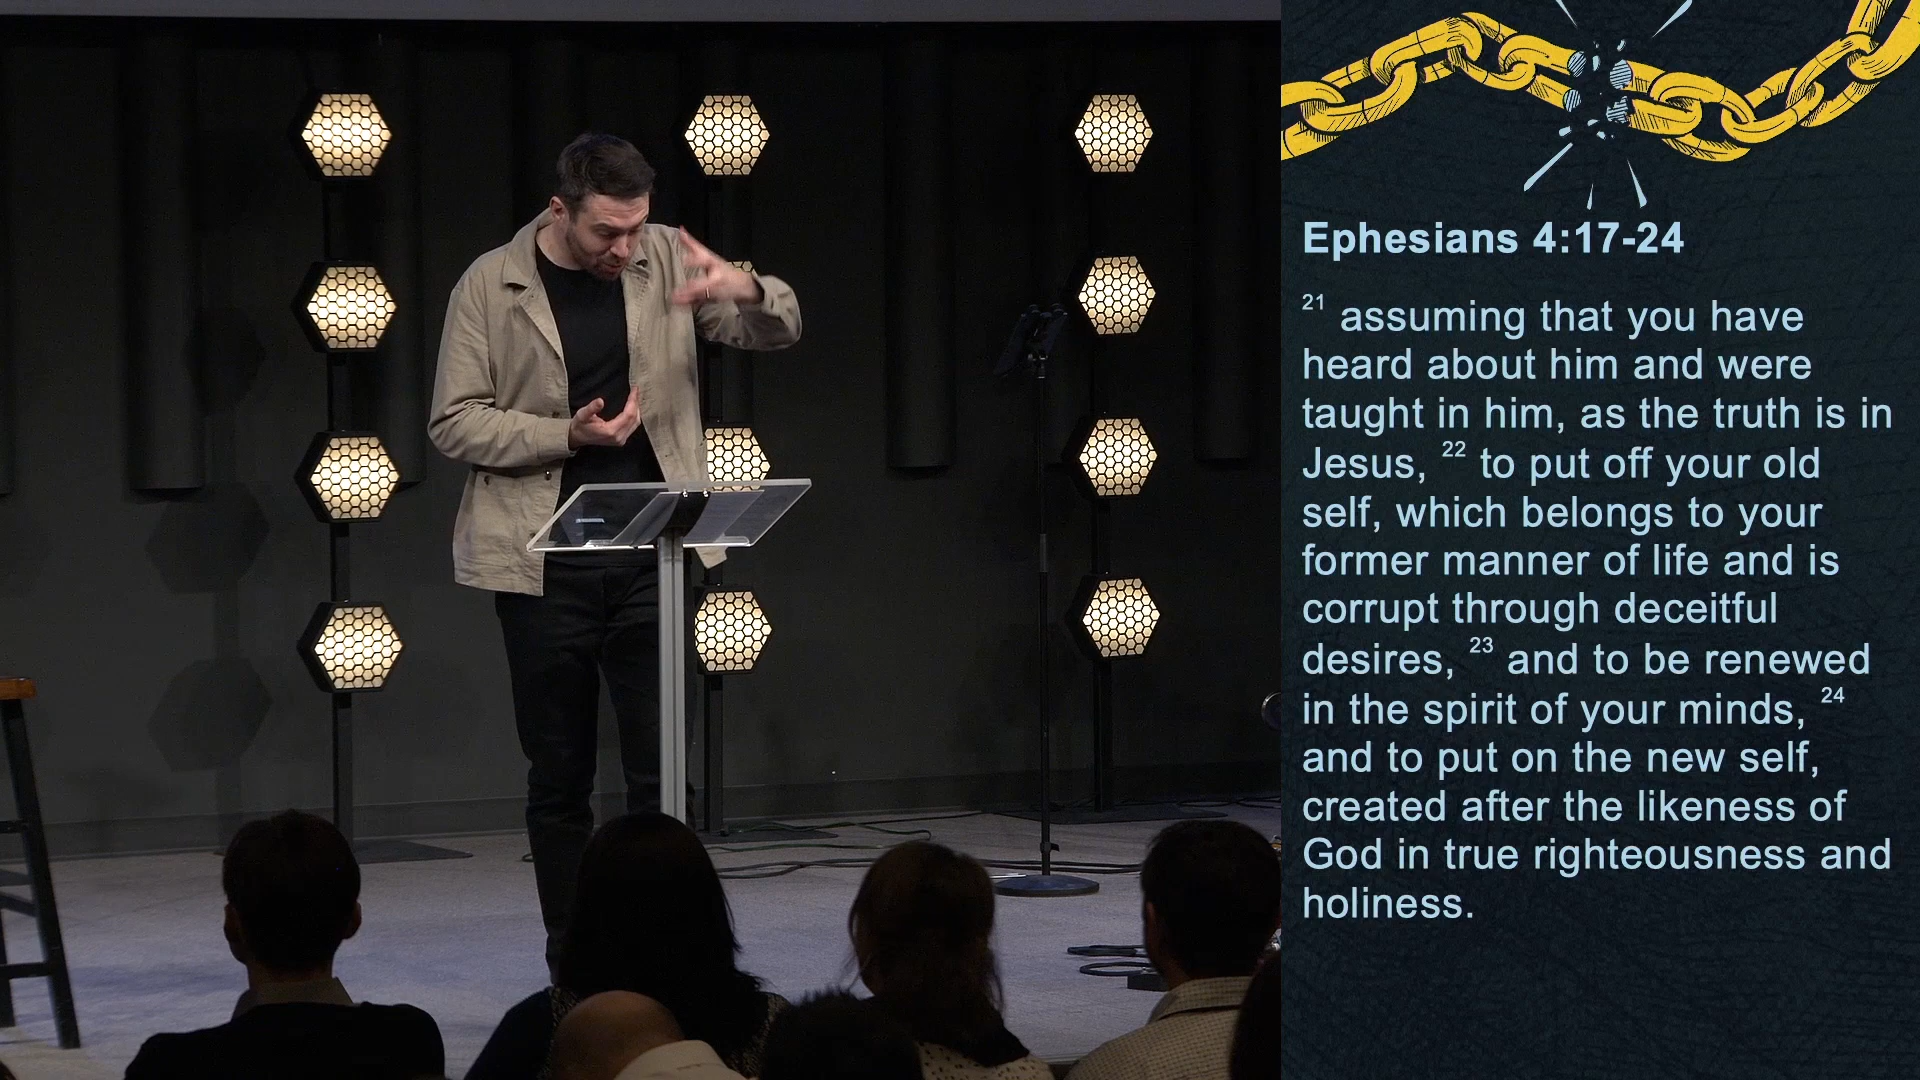 Ephesians 4:17-24
21 assuming that you have
heard about him and were
taught in him, as the truth is in
Jesus, 22 to put off your old
self, which belongs to your
former manner of life and is
corrupt through deceitful
desires, 23 and to be renewed
in the spirit of your minds, 24
and to put on the new self,
created after the likeness of
God in true righteousness and
holiness.